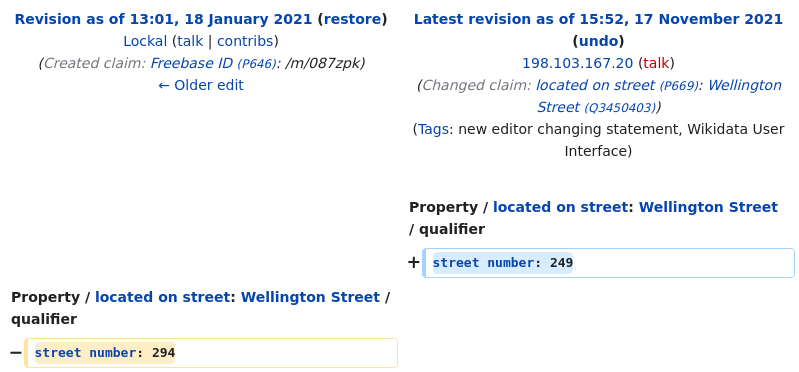 Revision as of 13:01, 18 January 2021 (restore)
Lockal (talk | contribs)
(Created claim: Freebase ID (P646): /m/087zpk)
← Older edit
Latest revision as of 15:52, 17 November 2021
(undo)
198.103.167.20 (talk)
(Changed claim: located on street (P669): Wellington
Street (Q3450403))
(Tags: new editor changing statement, Wikidata User
Interface)
Property / located on street: Wellington Street
/ qualifier
+ street number: 249
Property / located on street: Wellington Street /
qualifier
− street number: 294